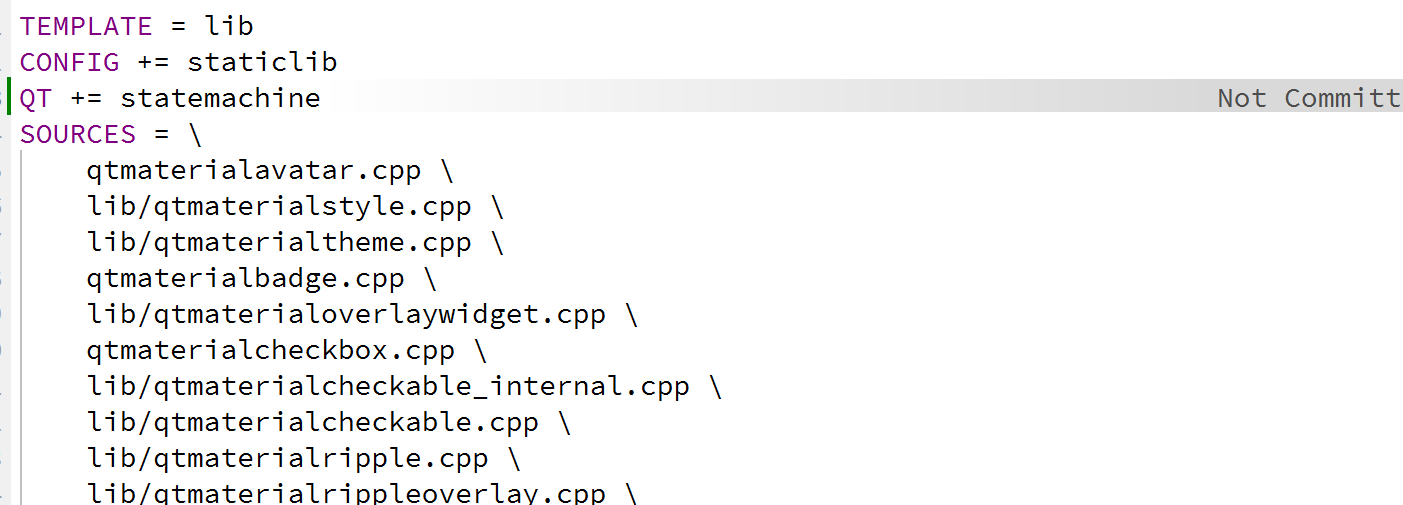 TEMPLATE = lib
CONFIG += staticlib
QT += statemachine Not Committ
SOURCES = \
qtmaterialavatar.cpp \
lib/qtmaterialstyle.cpp \
lib/qtmaterialtheme.cpp \
qtmaterialbadge.cpp \
lib/qtmaterialoverlaywidget.cpp \
qtmaterialcheckbox.cpp \
lib/qtmaterialcheckable_internal.cpp \
lib/qtmaterialcheckable.cpp \
lib/qtmaterialripple.cpp \
lib/qtmaterialrippleoverlay.cpp \